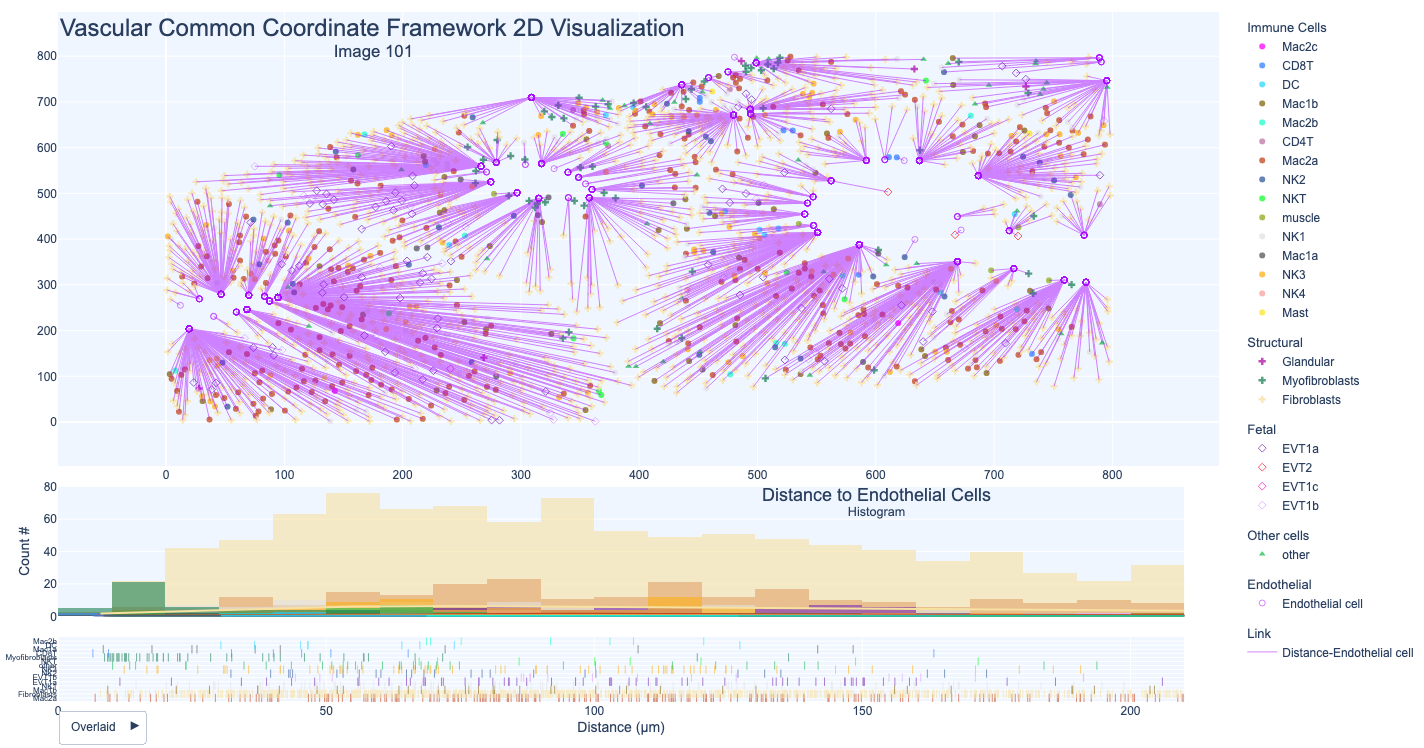 Vascular Common Coordinate Framework 2D Visualization
Image 101
800
700
600
500
400
300
200
100
0
0 100 200 300 400 500 600 700 800
Immune Cells
Mac2c
CD8T
DC
Mac1b
Mac2b
CD4T
Mac2a
NK2
NKT
muscle
NK1
Mac1a
NK3
NK4
Mast
Structural
Glandular
Myofibroblasts
Fibroblasts
Fetal
EVT1a
EVT2
EVT1c
EVT1b
Other cells
other
Endothelial
Endothelial cell
Link
Distance-Endothelial cell
Distance to Endothelial Cells
Histogram
Count #
80
60
40
20
0
Mac2b
DC
Mac1a
Myofibroblasts
other
Fibroblasts
Mac2a
0 50 100 150 200
Distance (μm)
Overlaid ►